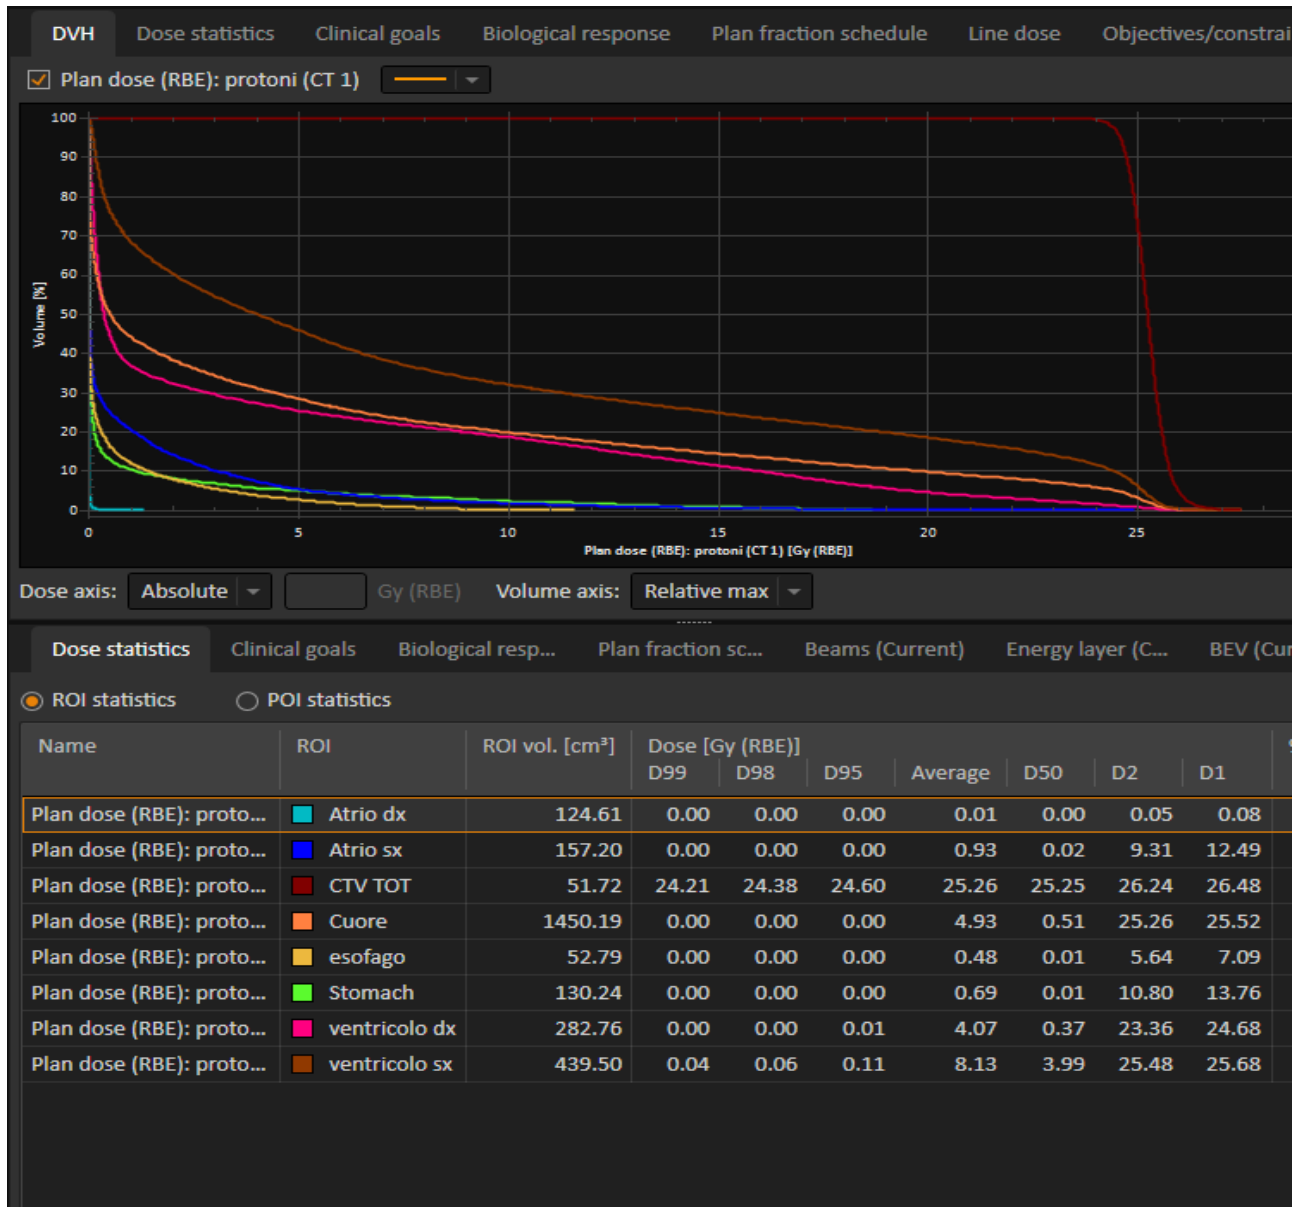 DVH Dose statistics Clinical goals Biological response Plan fraction schedule Line dose Objectives/constrai
Plan dose (RBE): protoni (CT 1)
100
90
80
70
60
50
40
30
20
10
0
Volume [%]
0 5 10 15 20 25
Plan dose (RBE): protoni (CT 1) [Gy (RBE)]
Dose axis: Absolute Gy (RBE) Volume axis: Relative max
Dose statistics Clinical goals Biological resp... Plan fraction sc... Beams (Current) Energy layer (C... BEV (Cur
ROI statistics POI statistics
Name ROI ROI vol. [cm³] Dose [Gy (RBE)]
D99 D98 D95 Average D50 D2 D1
Plan dose (RBE): proto... Atrio dx 124.61 0.00 0.00 0.00 0.01 0.00 0.05 0.08
Plan dose (RBE): proto... Atrio sx 157.20 0.00 0.00 0.00 0.93 0.02 9.31 12.49
Plan dose (RBE): proto... CTV TOT 51.72 24.21 24.38 24.60 25.26 25.25 26.24 26.48
Plan dose (RBE): proto... Cuore 1450.19 0.00 0.00 0.00 4.93 0.51 25.26 25.52
Plan dose (RBE): proto... esofago 52.79 0.00 0.00 0.00 0.48 0.01 5.64 7.09
Plan dose (RBE): proto... Stomach 130.24 0.00 0.00 0.00 0.69 0.01 10.80 13.76
Plan dose (RBE): proto... ventricolo dx 282.76 0.00 0.00 0.01 4.07 0.37 23.36 24.68
Plan dose (RBE): proto... ventricolo sx 439.50 0.04 0.06 0.11 8.13 3.99 25.48 25.68